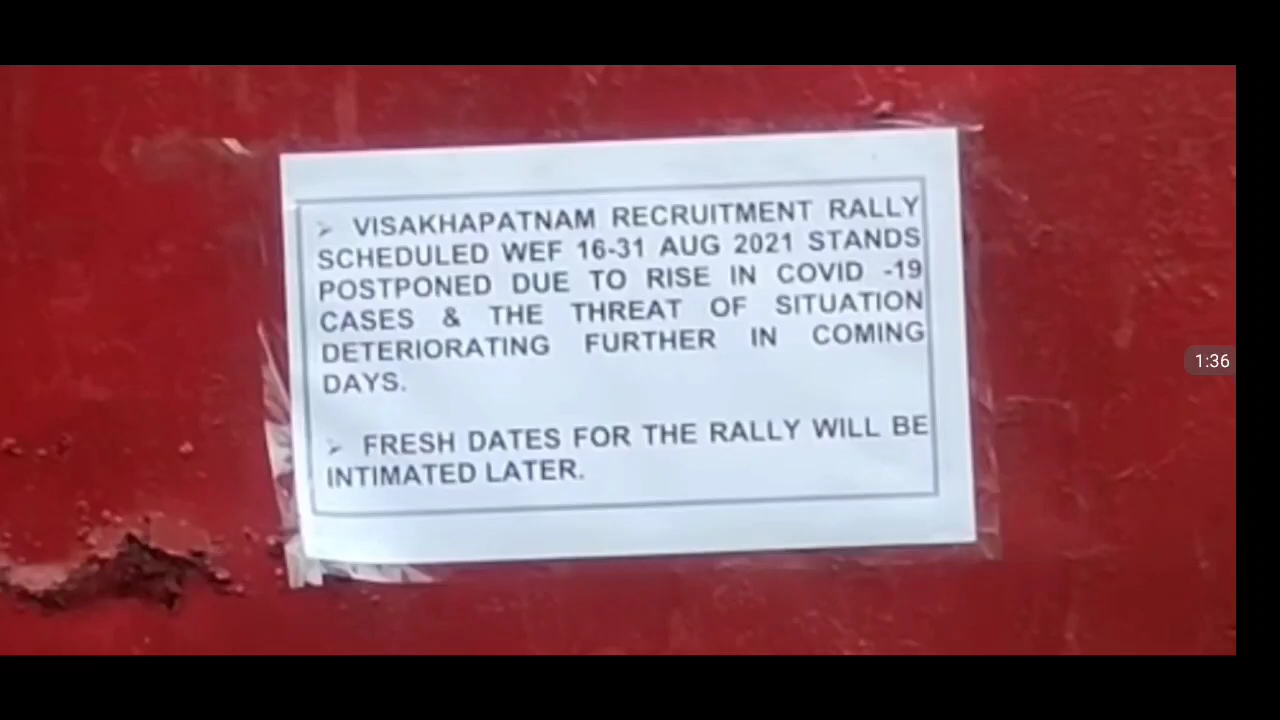 ➢ VISAKHAPATNAM RECRUITMENT RALLY
SCHEDULED WEF 16-31 AUG 2021 STANDS
POSTPONED DUE TO RISE IN COVID -19
CASES & THE THREAT OF SITUATION
DETERIORATING FURTHER IN COMING
DAYS.
➢ FRESH DATES FOR THE RALLY WILL BE
INTIMATED LATER.
1:36